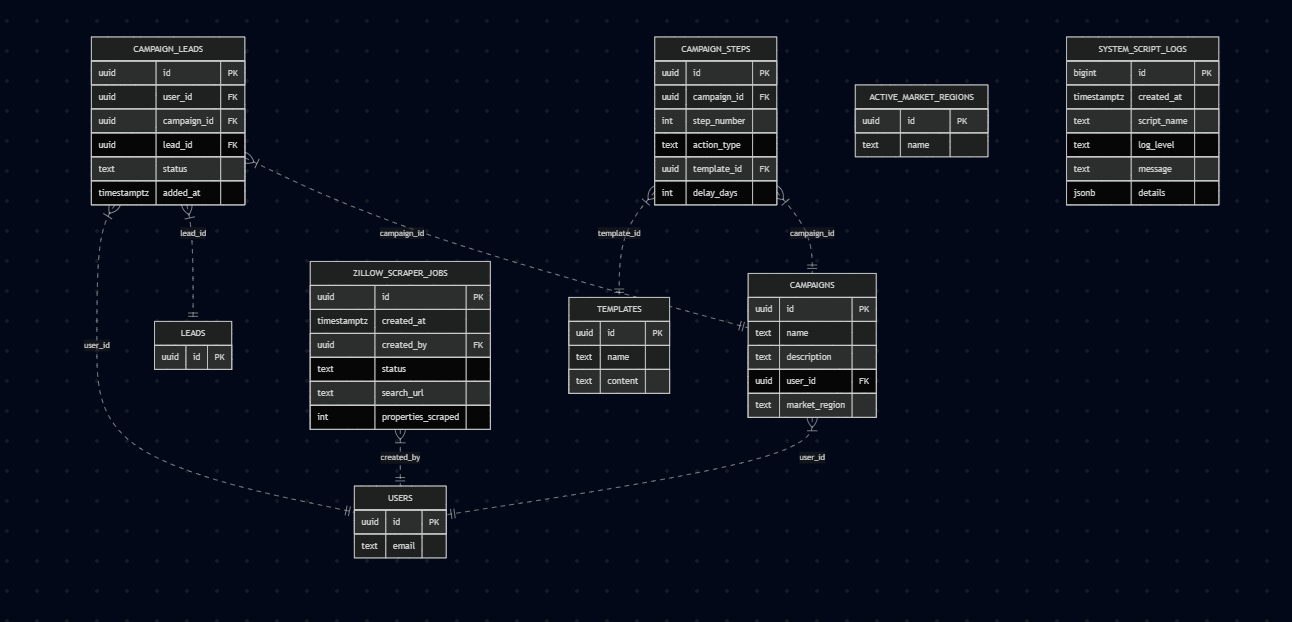 CAMPAIGN_LEADS
uuid id PK
uuid user_id FK
uuid campaign_id FK
uuid lead_id FK
text status
timestamptz added_at
CAMPAIGN_STEPS
uuid id PK
uuid campaign_id FK
int step_number
text action_type
uuid template_id FK
int delay_days
ACTIVE_MARKET_REGIONS
uuid id PK
text name
SYSTEM_SCRIPT_LOGS
bigint id PK
timestamptz created_at
text script_name
text log_level
text message
jsonb details
lead_id
campaign_id
template_id
campaign_id
ZILLOW_SCRAPER_JOBS
uuid id PK
timestamptz created_at
uuid created_by FK
text status
text search_url
int properties_scraped
CAMPAIGNS
uuid id PK
text name
text description
uuid user_id FK
text market_region
TEMPLATES
uuid id PK
text name
text content
LEADS
uuid id PK
user_id
created_by
user_id
USERS
uuid id PK
text email